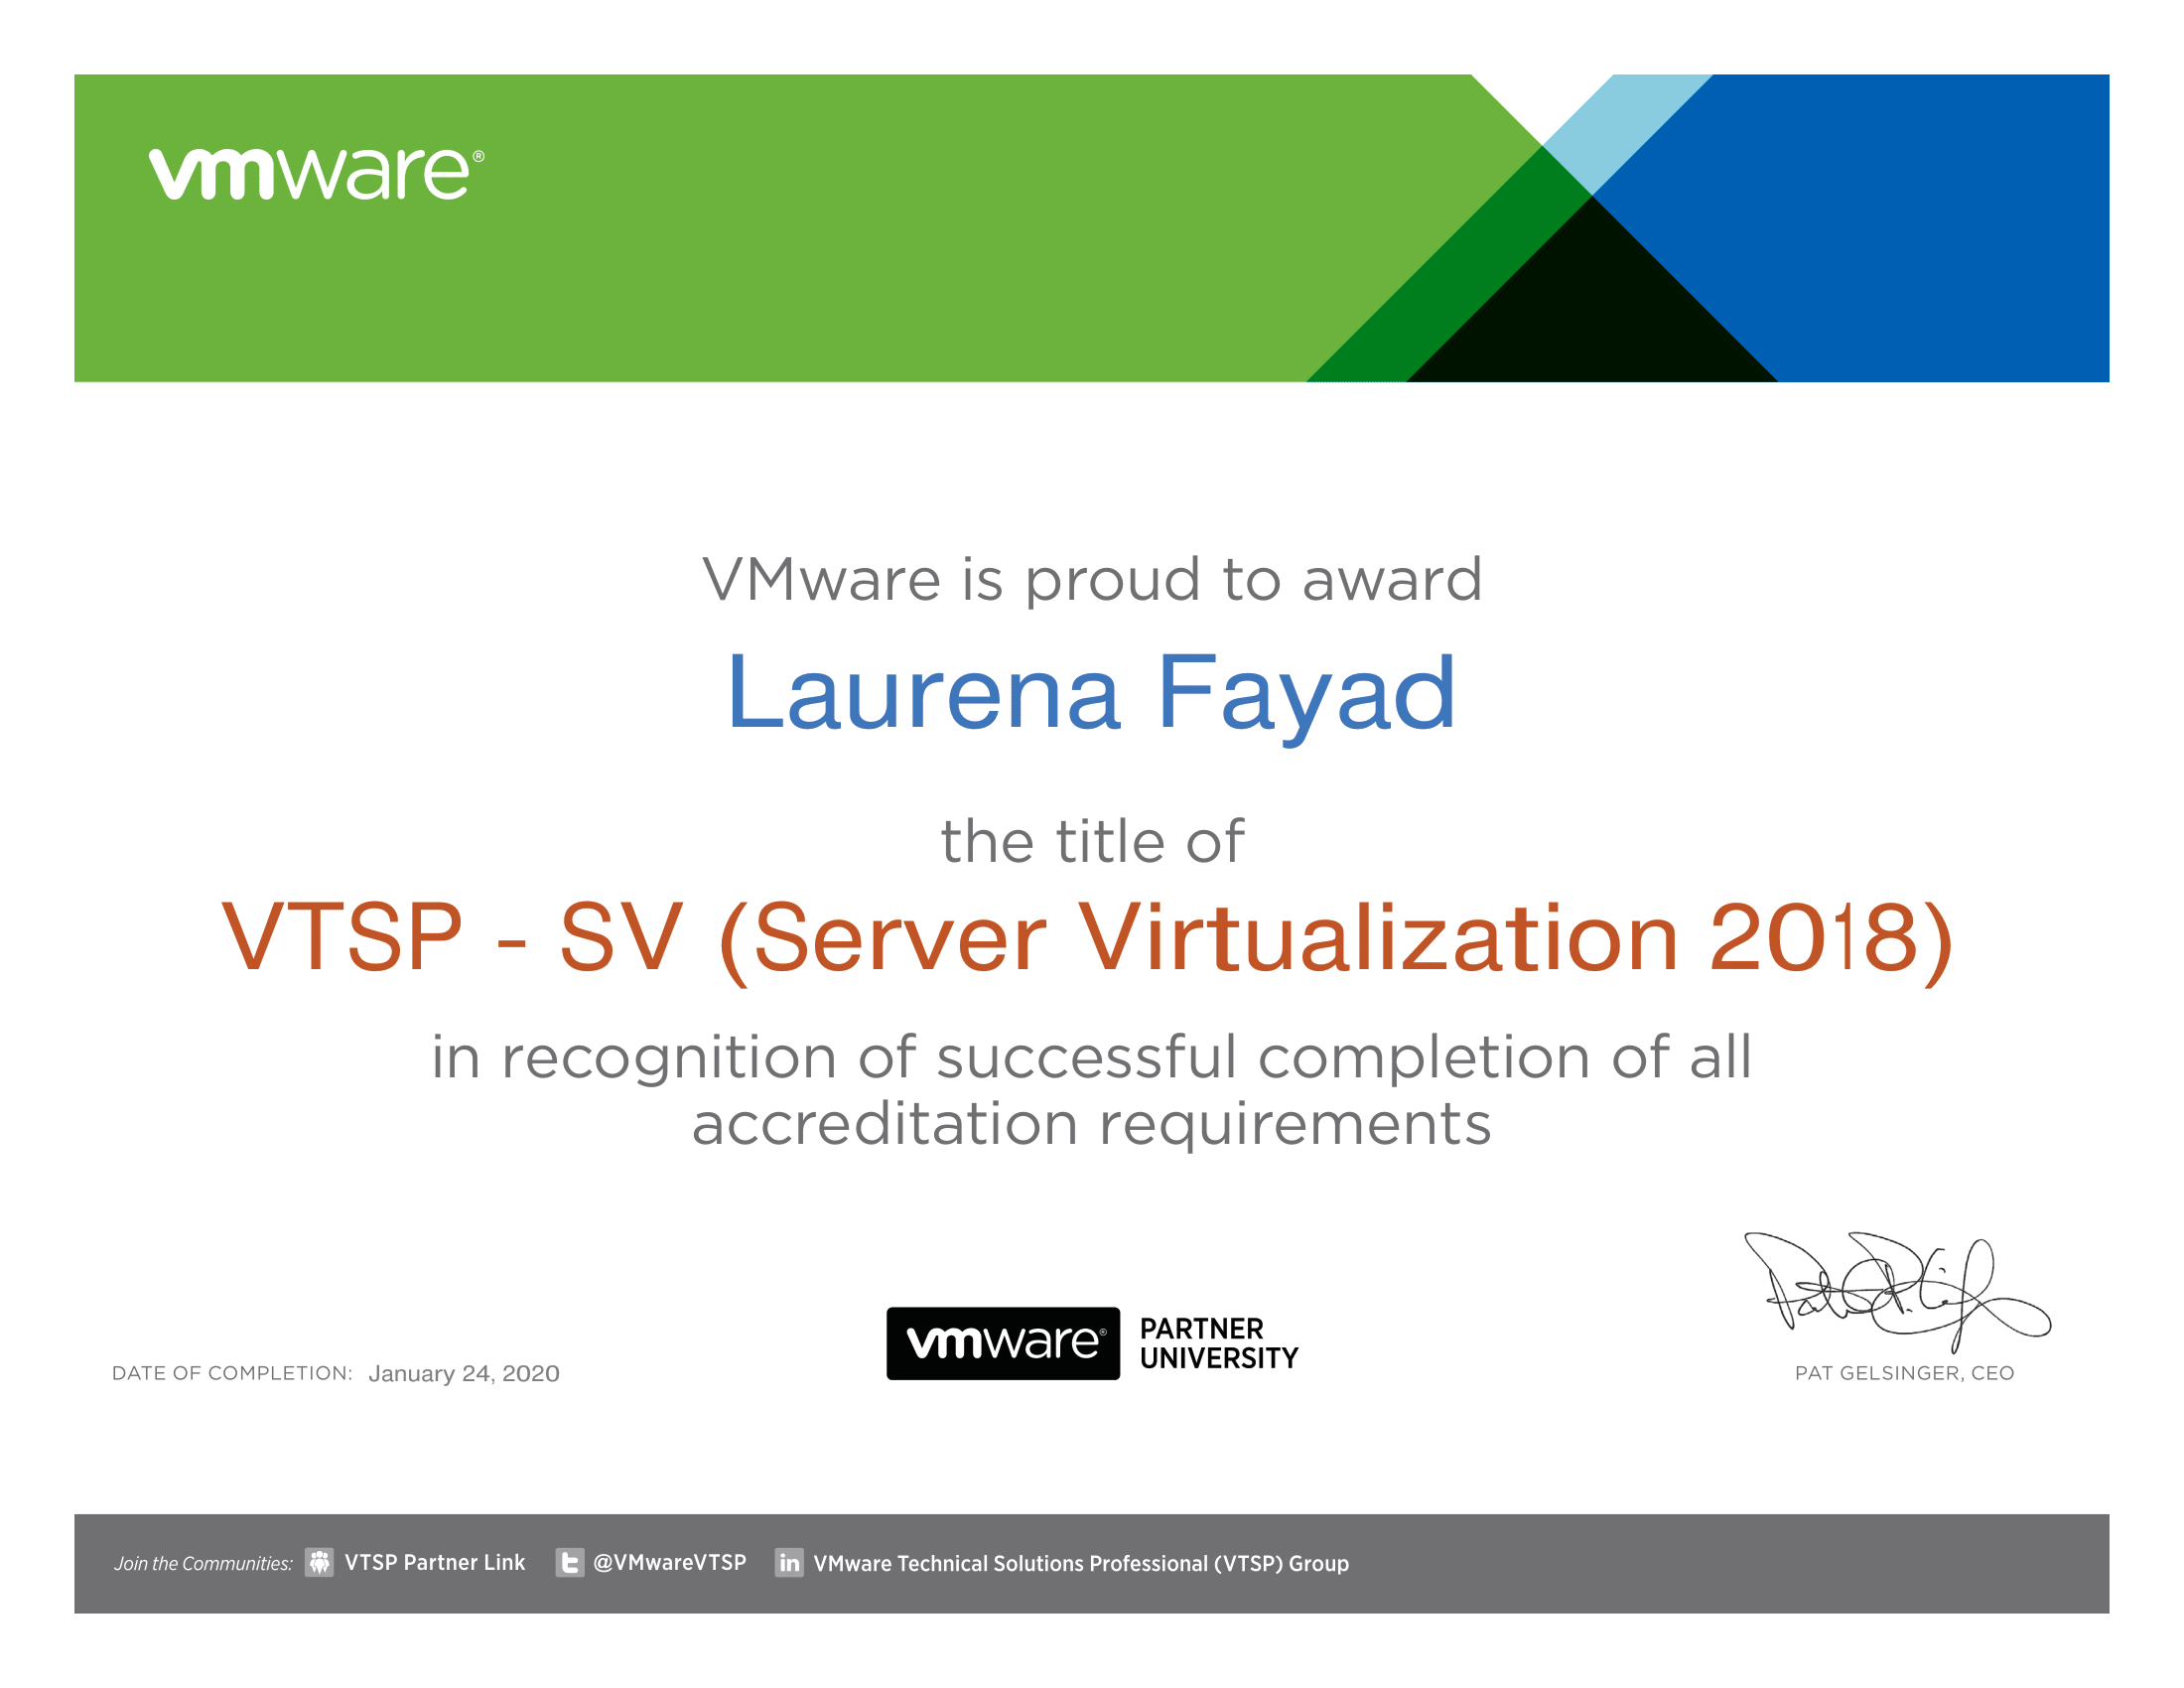 vmware®
VMware is proud to award
Laurena Fayad
the title of
VTSP - SV (Server Virtualization 2018)
in recognition of successful completion of all
accreditation requirements
DATE OF COMPLETION: January 24, 2020
vmware® PARTNER
UNIVERSITY
PAT GELSINGER, CEO
Join the Communities: VTSP Partner Link @VMwareVTSP in VMware Technical Solutions Professional (VTSP) Group